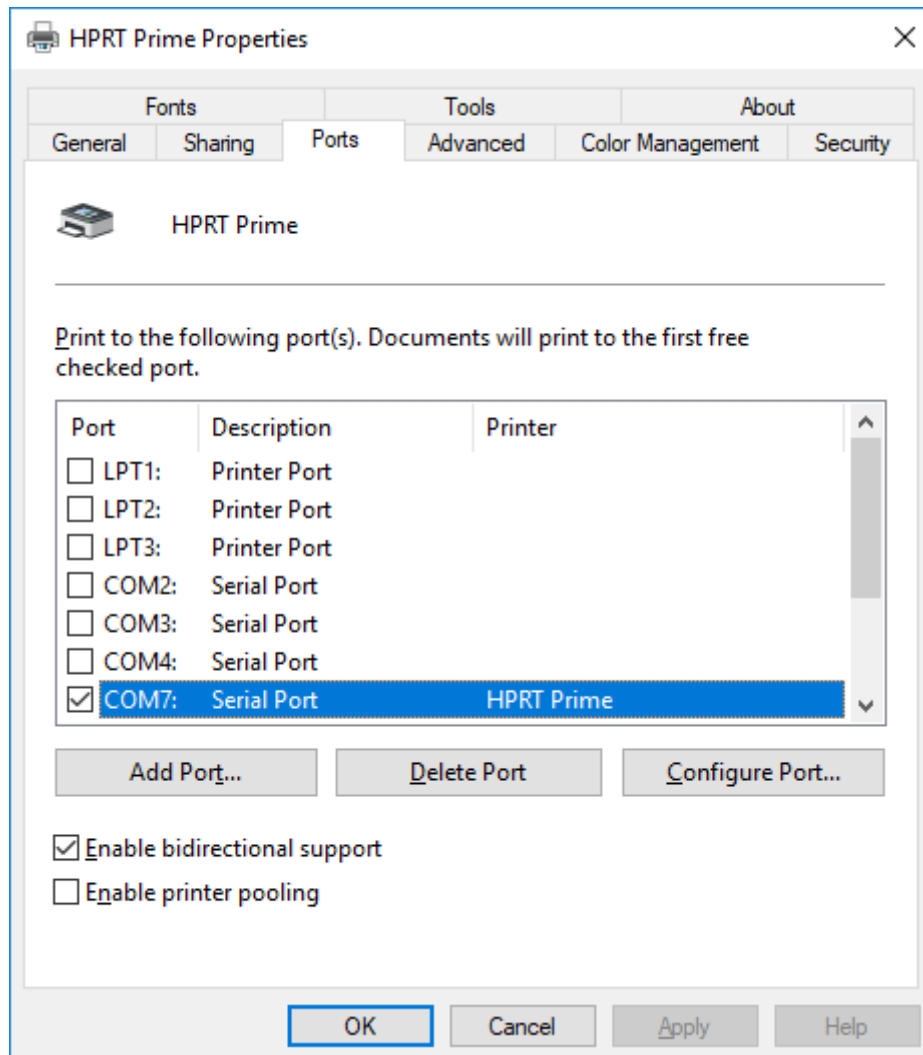 HPRT Prime Properties
Fonts Tools About
General Sharing Ports Advanced Color Management Security
HPRT Prime
Print to the following port(s). Documents will print to the first free
checked port.
Port Description Printer
LPT1: Printer Port
LPT2: Printer Port
LPT3: Printer Port
COM2: Serial Port
COM3: Serial Port
COM4: Serial Port
COM7: Serial Port HPRT Prime
Add Port... Delete Port Configure Port...
Enable bidirectional support
Enable printer pooling
OK Cancel Apply Help